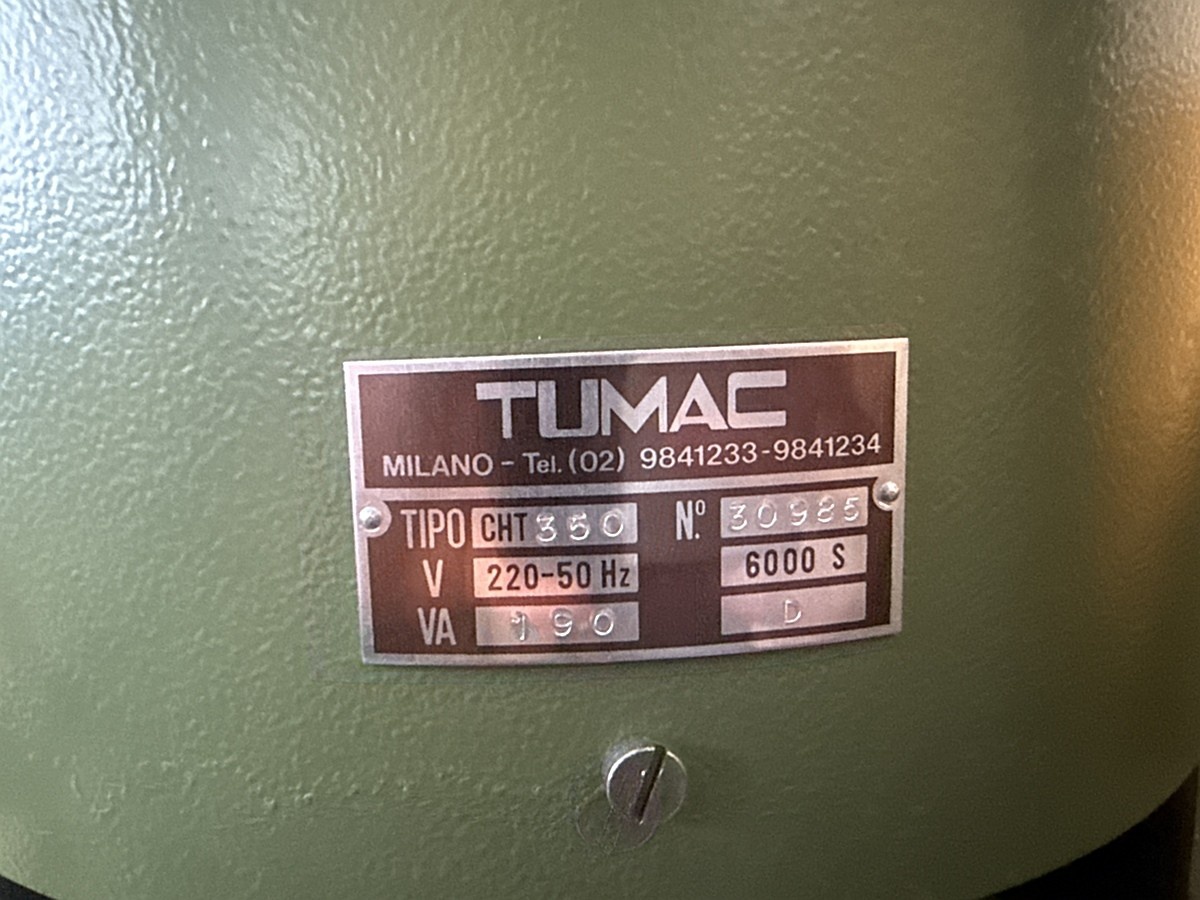 TUMAC
MILANO - Tel. (02) 9841233-9841234
TIPO CHT 350 N.º 30985
V 220-50 Hz 6000 S
VA 190 D